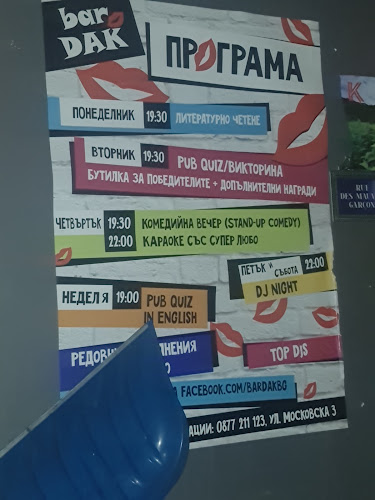 bar
DAK
ПРОГРАМА
ПОНЕДЕЛНИК 19:30 ЛИТЕРАТУРНО ЧЕТЕНЕ
ВТОРНИК 19:30 PUB QUIZ/ВИКТОРИНА
БУТИЛКА ЗА ПОБЕДИТЕЛИТЕ + ДОПЪЛНИТЕЛНИ НАГРАДИ
ЧЕТВЪРТЪК 19:30 КОМЕДИЙНА ВЕЧЕР (STAND-UP COMEDY)
22:00 КАРАОКЕ СЪС СУПЕР ЛЮБО
ПЕТЪК И СЪБОТА 22:00
DJ NIGHT
НЕДЕЛЯ 19:00 PUB QUIZ
IN ENGLISH
TOP DJS
FACEBOOK.COM/BARDAKBG
0877 211 123, УЛ. МОСКОВСКА 3
K
RUE
GARCON